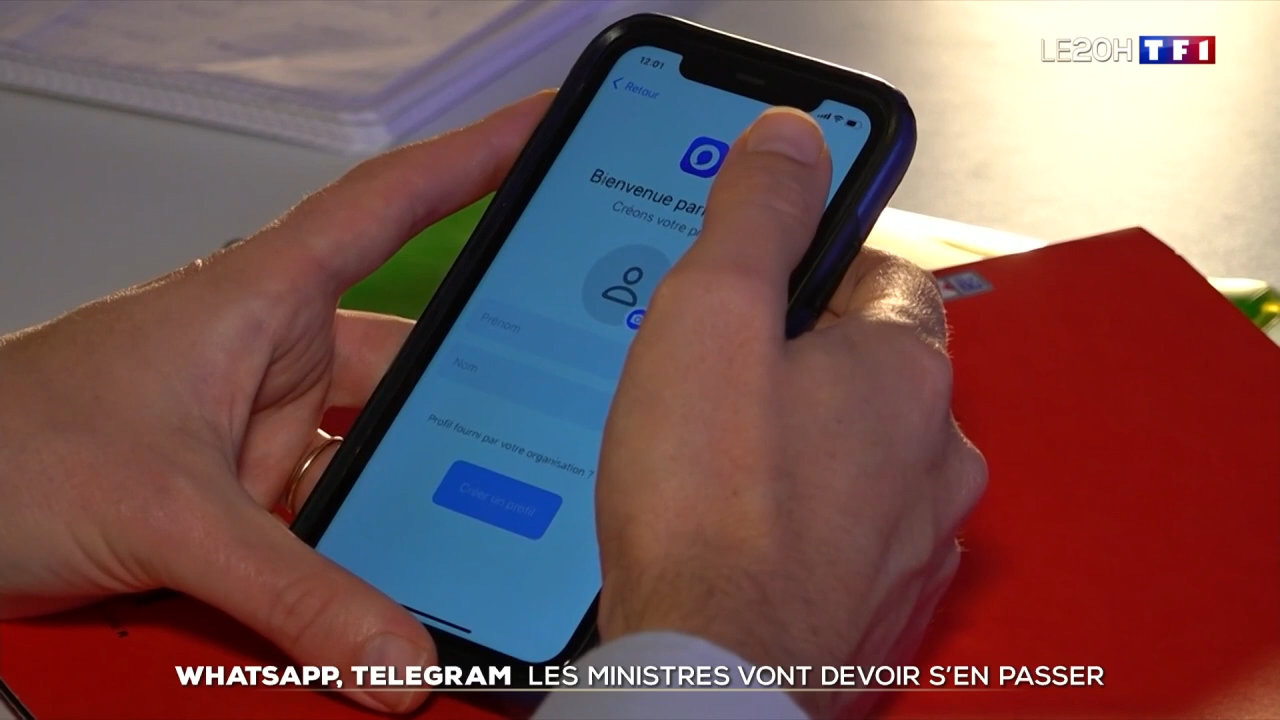 LE20H TF1
12:01
Retour
Bienvenue
Créons votre
Prénom
Nom
Profil fourni par votre organisation ?
Créer un profil
WHATSAPP, TELEGRAM LES MINISTRES VONT DEVOIR S'EN PASSER